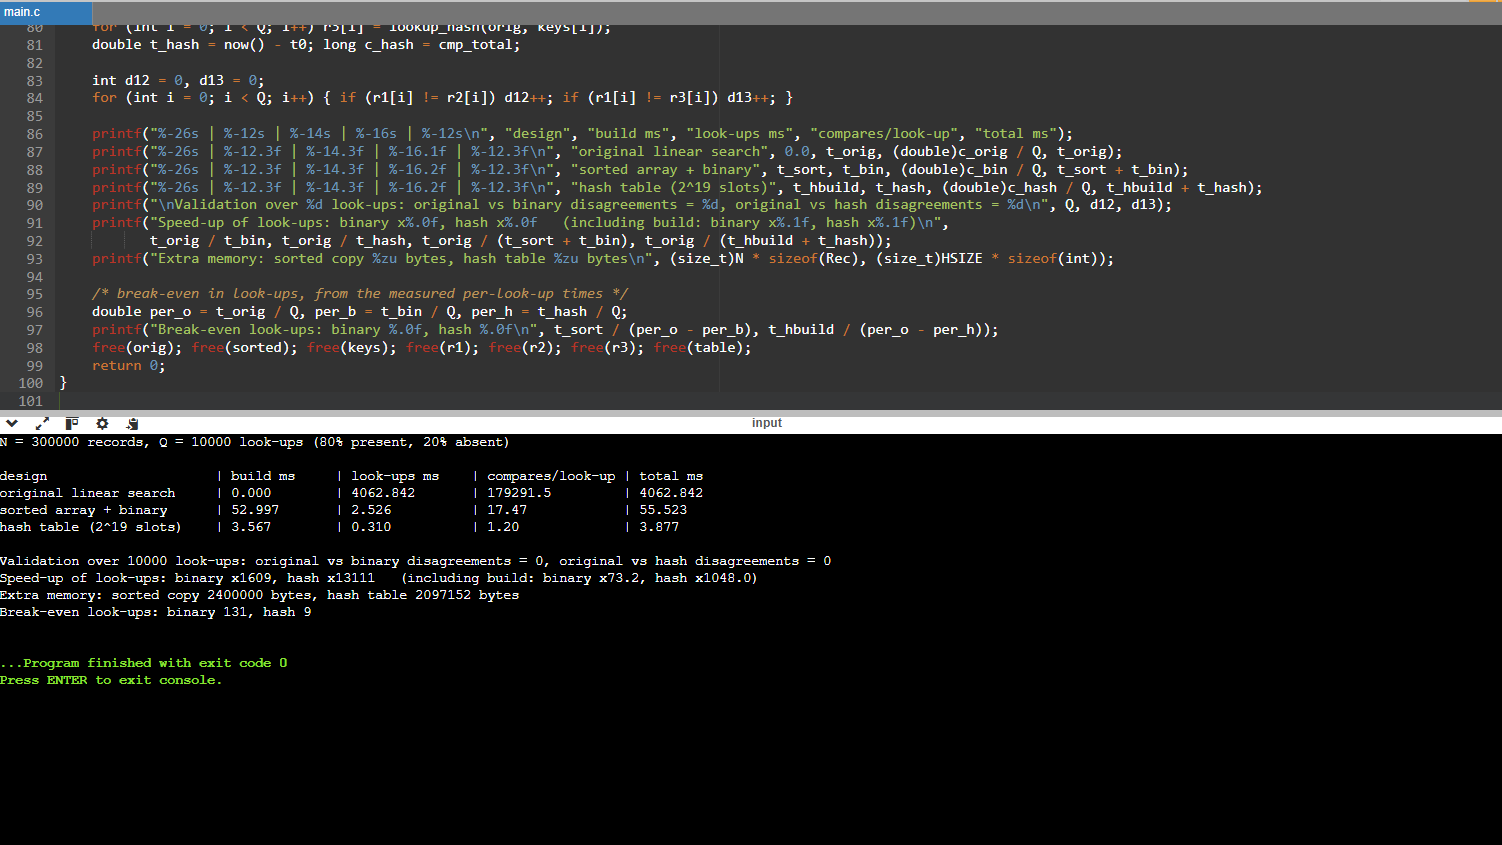 main.c
80 for (int i = 0; i < Q; i++) r3[i] = lookup_hash(orig, keys[i]);
81 double t_hash = now() - t0; long c_hash = cmp_total;
82
83 int d12 = 0, d13 = 0;
84 for (int i = 0; i < Q; i++) { if (r1[i] != r2[i]) d12++; if (r1[i] != r3[i]) d13++; }
85
86 printf("%-26s | %-12s | %-14s | %-16s | %-12s\n", "design", "build ms", "look-ups ms", "compares/look-up", "total ms");
87 printf("%-26s | %-12.3f | %-14.3f | %-16.1f | %-12.3f\n", "original linear search", 0.0, t_orig, (double)c_orig / Q, t_orig);
88 printf("%-26s | %-12.3f | %-14.3f | %-16.2f | %-12.3f\n", "sorted array + binary", t_sort, t_bin, (double)c_bin / Q, t_sort + t_bin);
89 printf("%-26s | %-12.3f | %-14.3f | %-16.2f | %-12.3f\n", "hash table (2^19 slots)", t_hbuild, t_hash, (double)c_hash / Q, t_hbuild + t_hash);
90 printf("\nValidation over %d look-ups: original vs binary disagreements = %d, original vs hash disagreements = %d\n", Q, d12, d13);
91 printf("Speed-up of look-ups: binary x%.0f, hash x%.0f   (including build: binary x%.1f, hash x%.1f)\n",
92 t_orig / t_bin, t_orig / t_hash, t_orig / (t_sort + t_bin), t_orig / (t_hbuild + t_hash));
93 printf("Extra memory: sorted copy %zu bytes, hash table %zu bytes\n", (size_t)N * sizeof(Rec), (size_t)HSIZE * sizeof(int));
94
95 /* break-even in look-ups, from the measured per-look-up times */
96 double per_o = t_orig / Q, per_b = t_bin / Q, per_h = t_hash / Q;
97 printf("Break-even look-ups: binary %.0f, hash %.0f\n", t_sort / (per_o - per_b), t_hbuild / (per_o - per_h));
98 free(orig); free(sorted); free(keys); free(r1); free(r2); free(r3); free(table);
99 return 0;
100 }
101
input
N = 300000 records, Q = 10000 look-ups (80% present, 20% absent)
design | build ms | look-ups ms | compares/look-up | total ms
original linear search | 0.000 | 4062.842 | 179291.5 | 4062.842
sorted array + binary | 52.997 | 2.526 | 17.47 | 55.523
hash table (2^19 slots) | 3.567 | 0.310 | 1.20 | 3.877
Validation over 10000 look-ups: original vs binary disagreements = 0, original vs hash disagreements = 0
Speed-up of look-ups: binary x1609, hash x13111   (including build: binary x73.2, hash x1048.0)
Extra memory: sorted copy 2400000 bytes, hash table 2097152 bytes
Break-even look-ups: binary 131, hash 9
...Program finished with exit code 0
Press ENTER to exit console.